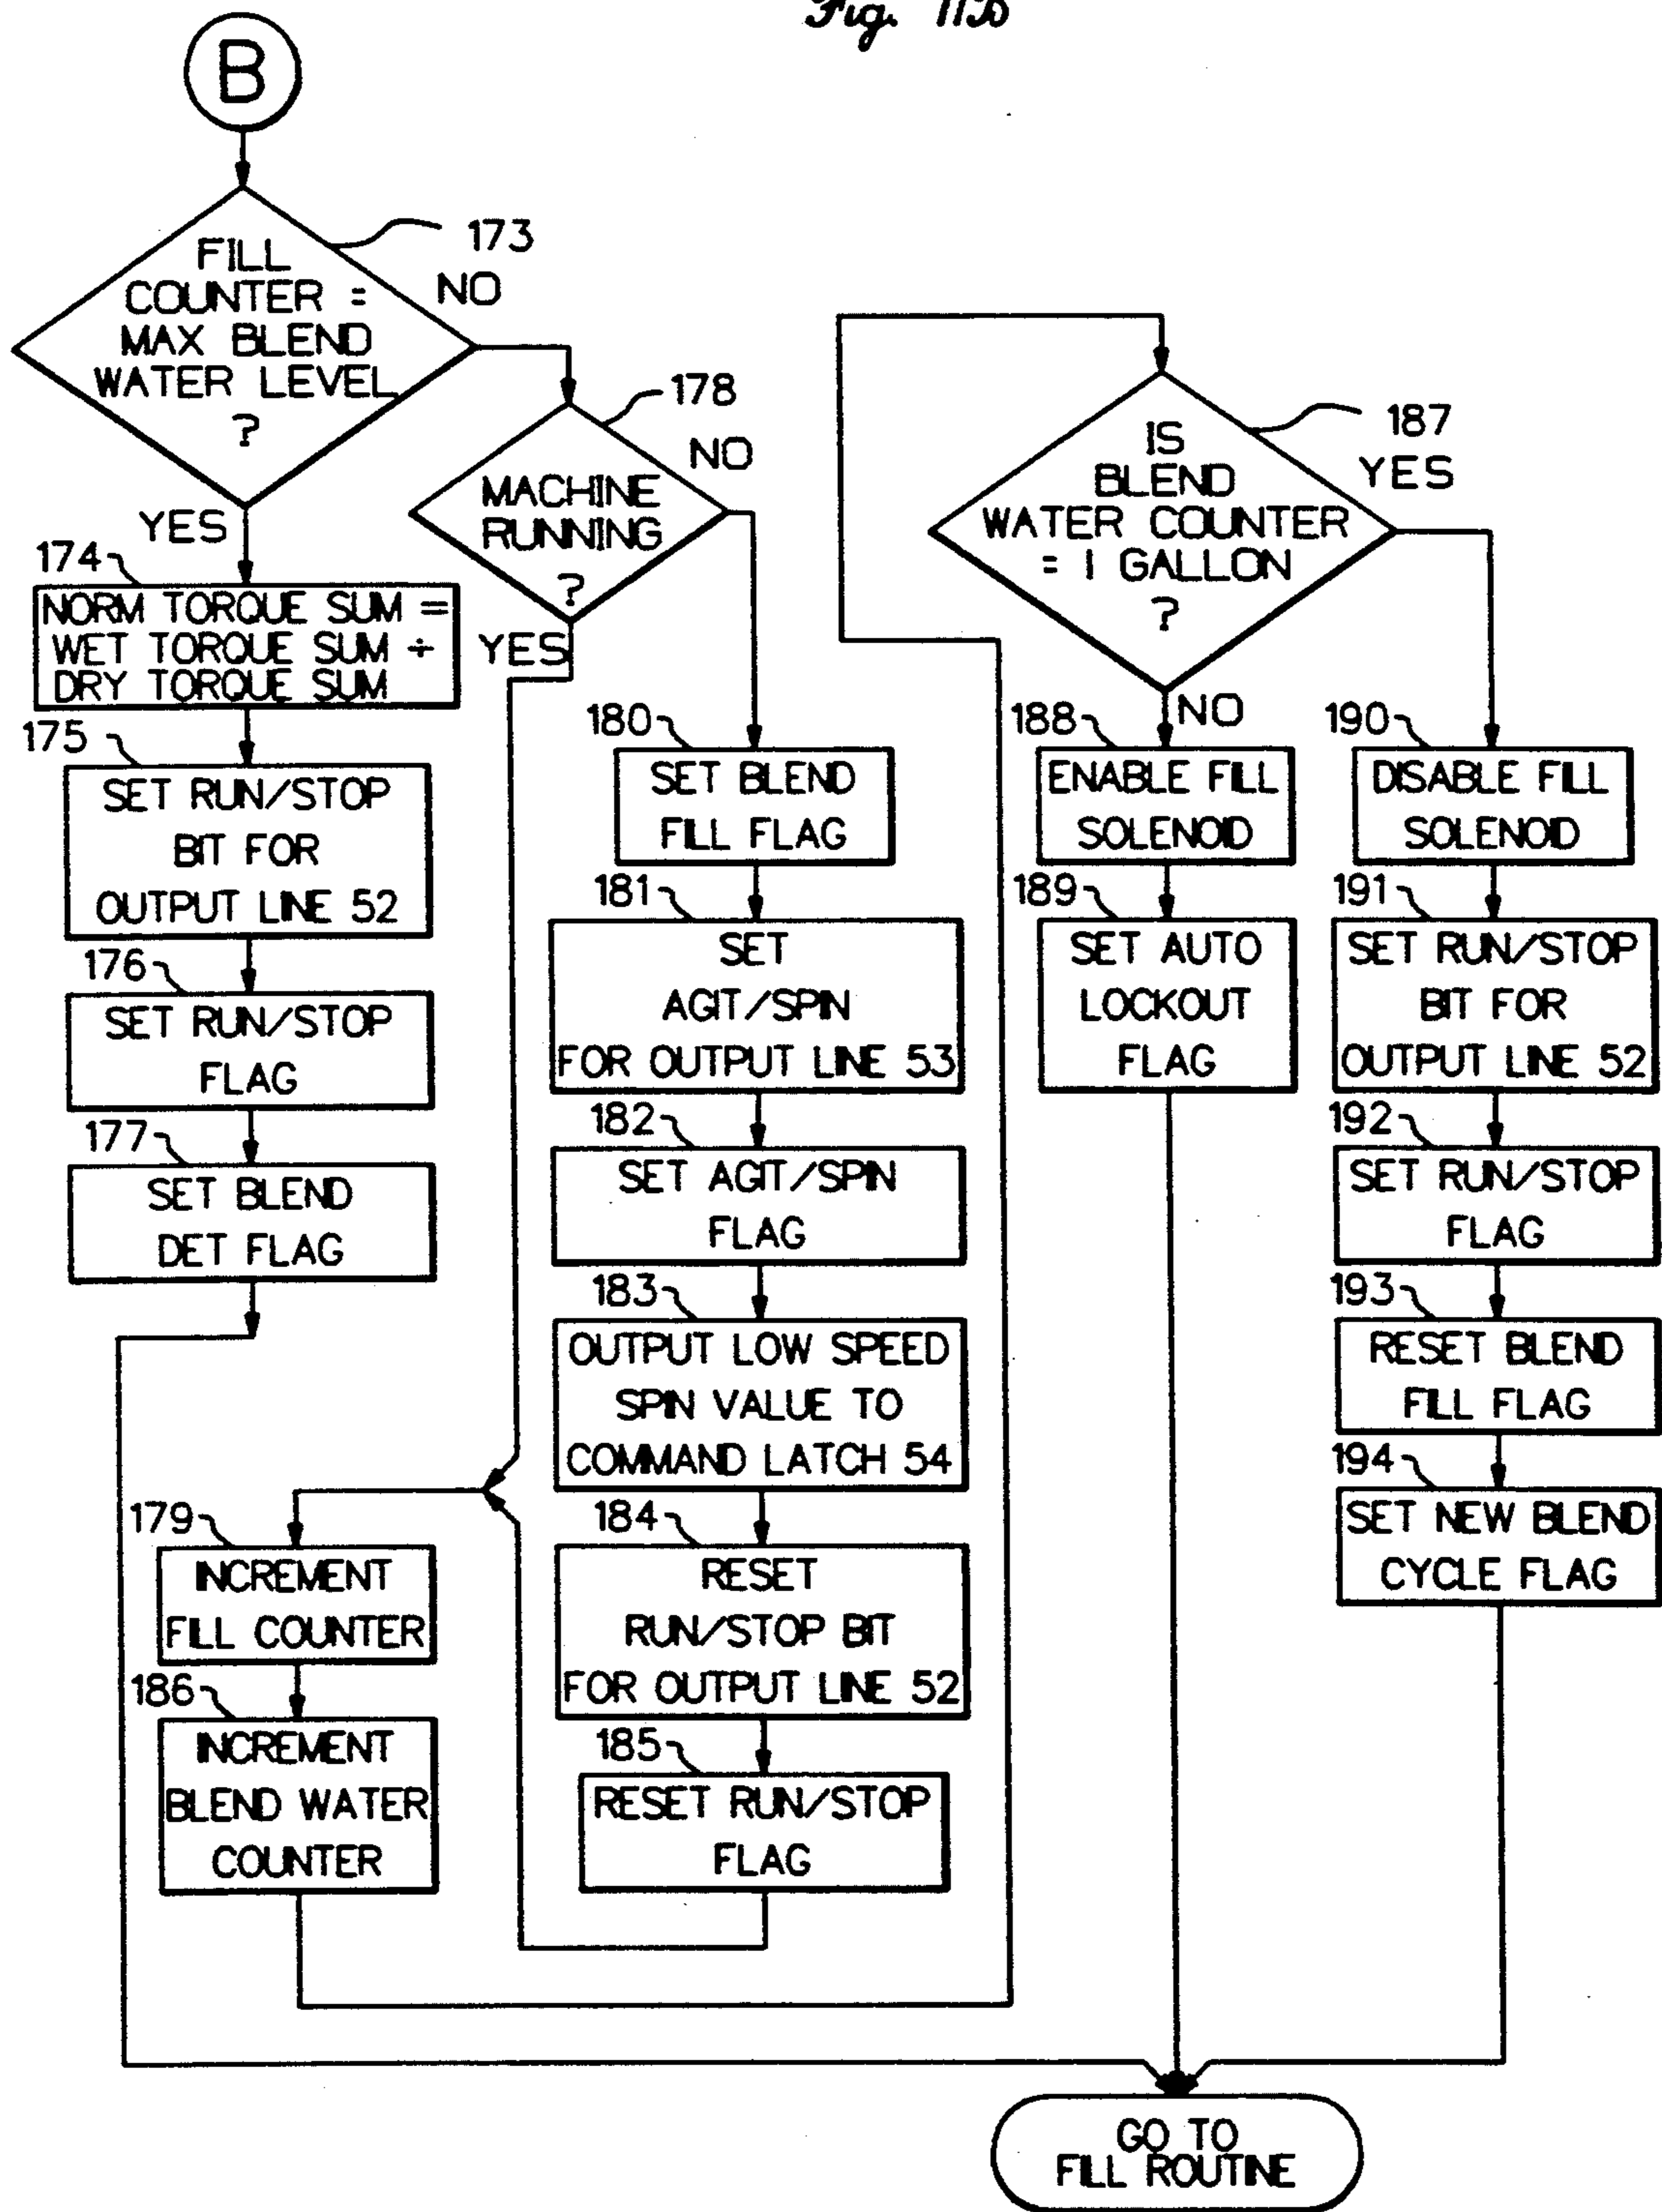 Fig. 11B
B
173
FILL
COUNTER =
MAX BLEND
WATER LEVEL
?
NO
YES
174
NORM TORQUE SUM =
WET TORQUE SUM ÷
DRY TORQUE SUM
175
SET RUN/STOP
BIT FOR
OUTPUT LINE 52
176
SET RUN/STOP
FLAG
177
SET BLEND
DET FLAG
178
MACHINE
RUNNING
?
NO
YES
179
INCREMENT
FILL COUNTER
186
INCREMENT
BLEND WATER
COUNTER
180
SET BLEND
FILL FLAG
181
SET
AGIT/SPIN
FOR OUTPUT LINE 53
182
SET AGIT/SPIN
FLAG
183
OUTPUT LOW SPEED
SPIN VALUE TO
COMMAND LATCH 54
184
RESET
RUN/STOP BIT
FOR OUTPUT LINE 52
185
RESET RUN/STOP
FLAG
187
IS
BLEND
WATER COUNTER
= 1 GALLON
?
YES
NO
188
ENABLE FILL
SOLENOID
189
SET AUTO
LOCKOUT
FLAG
190
DISABLE FILL
SOLENOID
191
SET RUN/STOP
BIT FOR
OUTPUT LINE 52
192
SET RUN/STOP
FLAG
193
RESET BLEND
FILL FLAG
194
SET NEW BLEND
CYCLE FLAG
GO TO
FILL ROUTINE